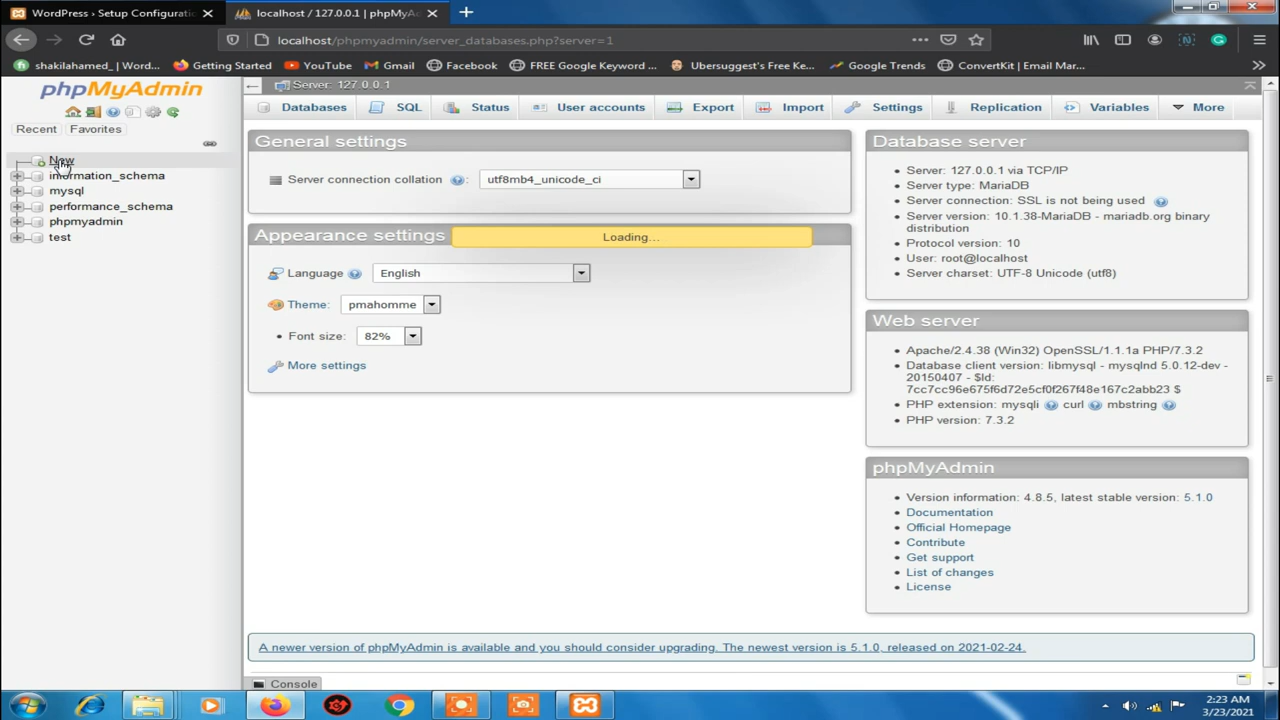 WordPress › Setup Configuratio
localhost / 127.0.0.1 | phpMyAd
localhost/phpmyadmin/server_databases.php?server=1
shakilahamed_ | Word...
Getting Started
YouTube
Gmail
Facebook
FREE Google Keyword ...
Ubersuggest's Free Ke...
Google Trends
ConvertKit | Email Mar...
phpMyAdmin
Recent
Favorites
New
information_schema
mysql
performance_schema
phpmyadmin
test
Server: 127.0.0.1
Databases
SQL
Status
User accounts
Export
Import
Settings
Replication
Variables
More
General settings
Server connection collation
:
utf8mb4_unicode_ci
Appearance settings
Loading…
Language
English
Theme:
pmahomme
Font size:
82%
More settings
Database server
Server: 127.0.0.1 via TCP/IP
Server type: MariaDB
Server connection: SSL is not being used
Server version: 10.1.38-MariaDB - mariadb.org binary
distribution
Protocol version: 10
User: root@localhost
Server charset: UTF-8 Unicode (utf8)
Web server
Apache/2.4.38 (Win32) OpenSSL/1.1.1a PHP/7.3.2
Database client version: libmysql - mysqlnd 5.0.12-dev -
20150407 - $Id:
7cc7cc96e675f6d72e5cf0f267f48e167c2abb23 $
PHP extension: mysqli curl mbstring
PHP version: 7.3.2
phpMyAdmin
Version information: 4.8.5, latest stable version: 5.1.0
Documentation
Official Homepage
Contribute
Get support
List of changes
License
A newer version of phpMyAdmin is available and you should consider upgrading. The newest version is 5.1.0, released on 2021-02-24.
Console
2:23 AM
3/23/2021